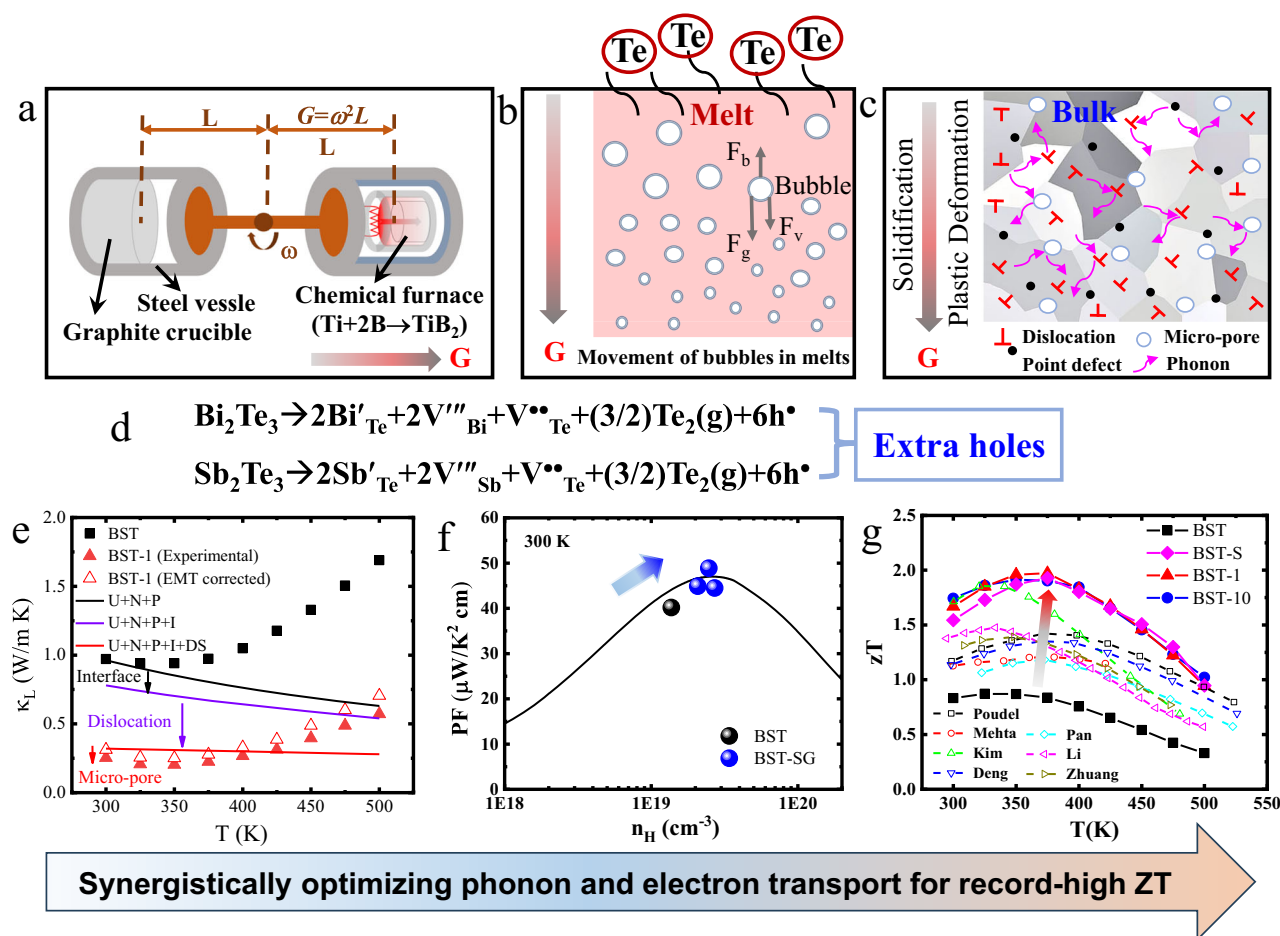 Te Te Te Te
a
L
G=ω²L
L
ω
Steel vessle
Graphite crucible
Chemical furnace
(Ti+2B→TiB₂)
G
b
Melt
F_b
Bubble
F_g
F_v
G
Movement of bubbles in melts
c
Bulk
Solidification
Plastic Deformation
G
Dislocation
Micro-pore
Point defect
Phonon
d
Bi₂Te₃→2Bi′_Te+2V‴_Bi+V••_Te+(3/2)Te₂(g)+6h•
Sb₂Te₃→2Sb′_Te+2V‴_Sb+V••_Te+(3/2)Te₂(g)+6h•
Extra holes
e
κ_L (W/m K)
2.0
1.5
1.0
0.5
0.0
BST
BST-1 (Experimental)
BST-1 (EMT corrected)
U+N+P
U+N+P+I
U+N+P+I+DS
Interface
Dislocation
Micro-pore
300 350 400 450 500
T (K)
f
PF (μW/K² cm)
60
50
40
30
20
10
0
300 K
BST
BST-SG
1E18 1E19 1E20
n_H (cm⁻³)
g
zT
2.5
2.0
1.5
1.0
0.5
0.0
BST
BST-S
BST-1
BST-10
Poudel
Mehta
Kim
Deng
Pan
Li
Zhuang
300 350 400 450 500
T(K)
Synergistically optimizing phonon and electron transport for record-high ZT